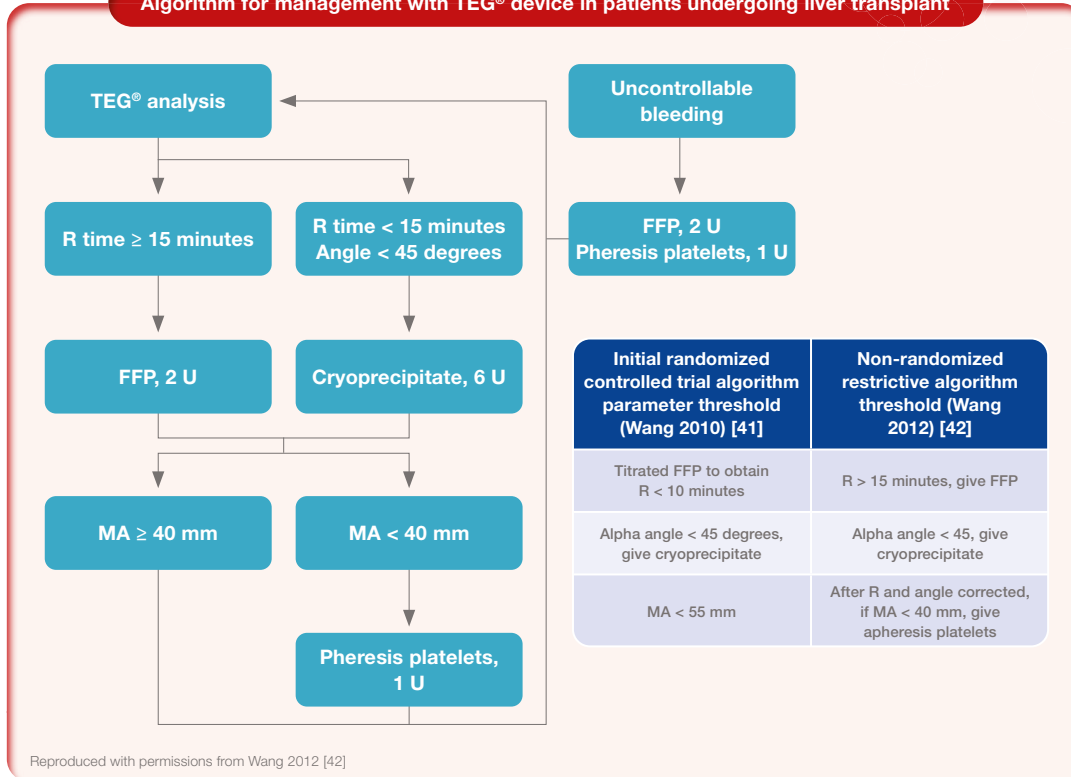 Algorithm for management with TEG® device in patients undergoing liver transplant
TEG® analysis
Uncontrollable
bleeding
R time ≥ 15 minutes
R time < 15 minutes
Angle < 45 degrees
FFP, 2 U
Pheresis platelets, 1 U
FFP, 2 U
Cryoprecipitate, 6 U
MA ≥ 40 mm
MA < 40 mm
Pheresis platelets,
1 U
Initial randomized
controlled trial algorithm
parameter threshold
(Wang 2010) [41]
Non-randomized
restrictive algorithm
threshold (Wang
2012) [42]
Titrated FFP to obtain
R < 10 minutes
R > 15 minutes, give FFP
Alpha angle < 45 degrees,
give cryoprecipitate
Alpha angle < 45, give
cryoprecipitate
MA < 55 mm
After R and angle corrected,
if MA < 40 mm, give
apheresis platelets
Reproduced with permissions from Wang 2012 [42]